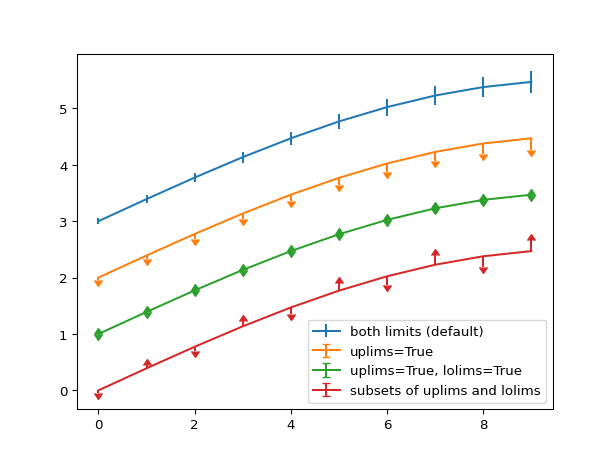 5
4
3
2
1
0
both limits (default)
uplims=True
uplims=True, lolims=True
subsets of uplims and lolims
0 2 4 6 8